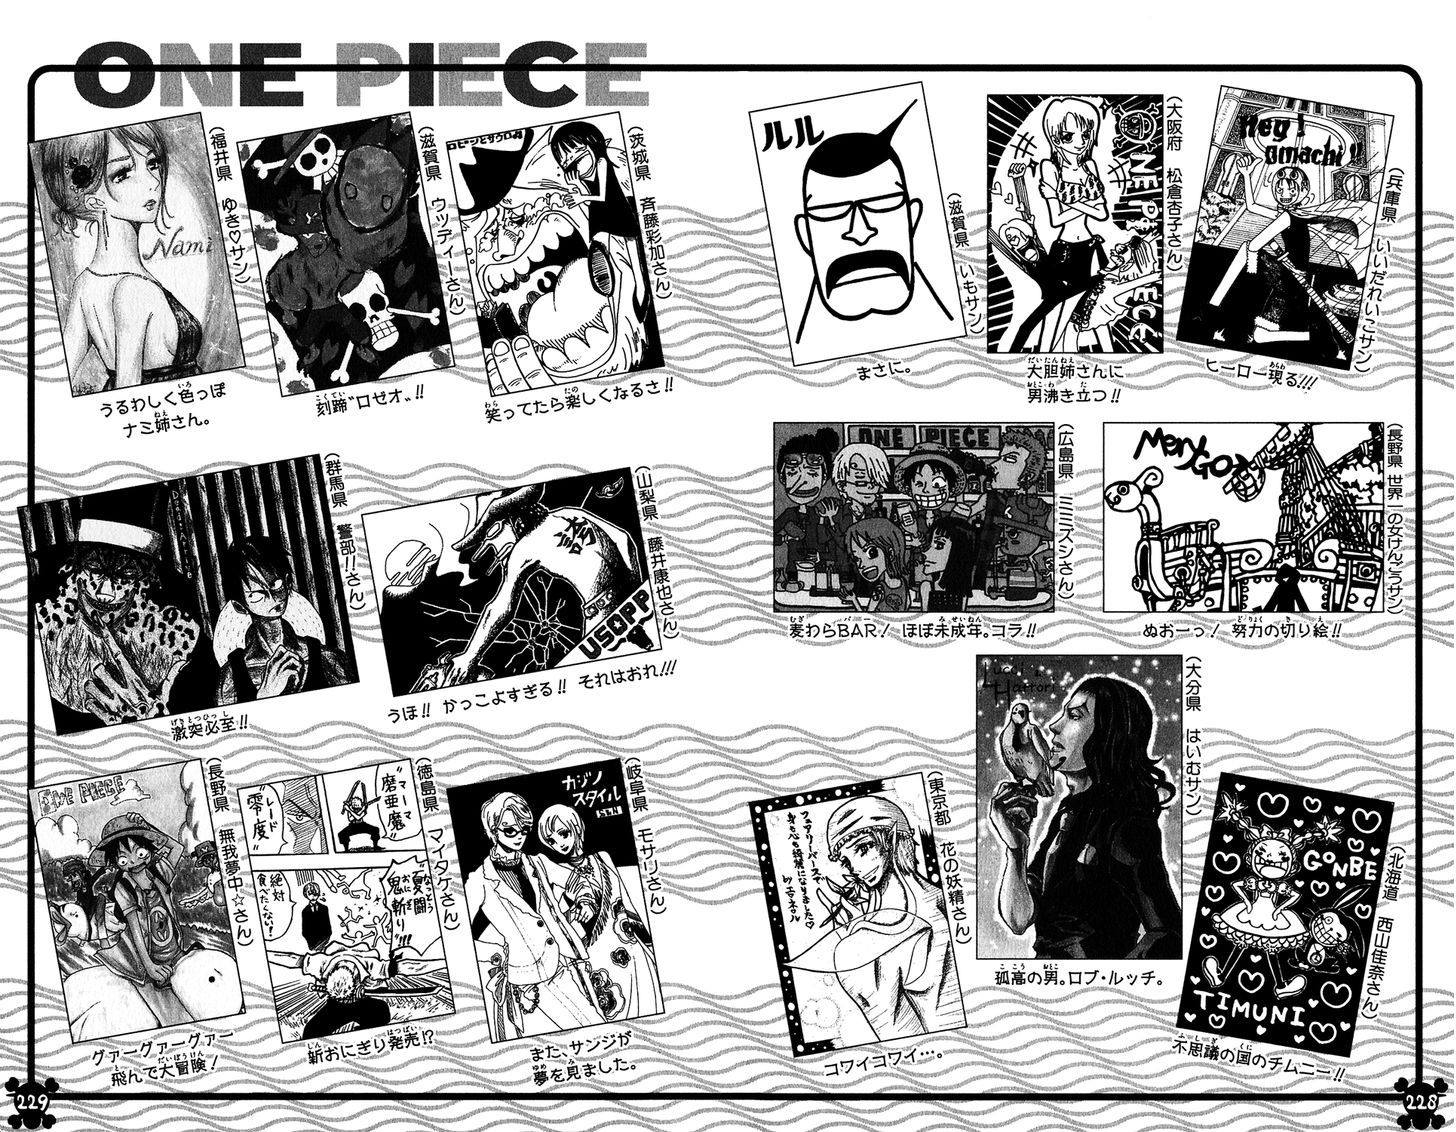 ONE PIECE
Hey!
Omachi!!
(兵庫県 いいだれいこサン)
ヒーロー現る!!!
ONE PIECE
(大阪府 松倉杏子さん)
大胆姉さんに
男沸き立つ!!
ルル
(滋賀県 いもサン)
まさに。
(長野県 世界一の女けんごうサン)
ぬおーっ! 努力の切り絵!!
ONE PIECE
(広島県 ミミミズシさん)
麦わらBAR! ほぼ未成年。コラ!!
GONBE
TIMUNI
(北海道 西山佳奈さん)
不思議の国のチムニー!!
Hattori
(大分県 はいむサン)
孤高の男。ロブ・ルッチ。
(東京都 花の妖精さん)
コワイコワイ…。
(茨城県 斉藤彩加さん)
笑ってたら楽しくなるさ!!
(滋賀県 ウッディーさん)
刻蹄"ロゼオ"!!
Nami
(福井県 ゆき♡サン)
うるわしく色っぽ
ナミ姉さん。
誇
USOPP
(山梨県 藤井康也さん)
うほ!! かっこよすぎる!! それはおれ!!!
(群馬県 警部!!さん)
激突必至!!
カジノ
スタイル
(岐阜県 モサリさん)
また、サンジが
夢を見ました。
"マーマ
磨亜魔"
"レード
零度"
"夏闘
鬼斬り"!!!
絶対
食べたくない!
(徳島県 マイタケさん)
新おにぎり発売!?
ONE PIECE
(長野県 無我夢中☆さん)
グァーグァーグァー
飛んで大冒険!
229
228